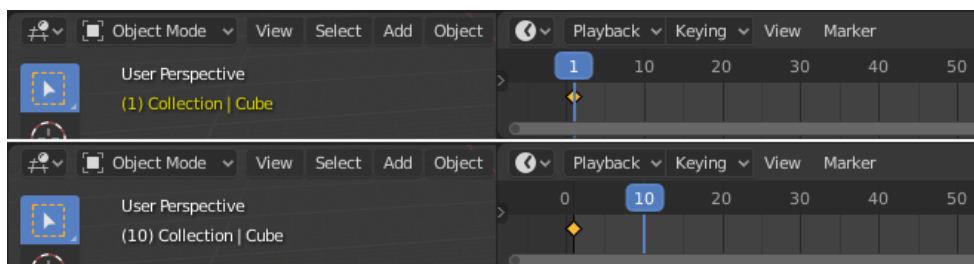 Object Mode View Select Add Object Playback Keying View Marker
User Perspective 1 10 20 30 40 50
(1) Collection | Cube
Object Mode View Select Add Object Playback Keying View Marker
User Perspective 0 10 20 30 40 50
(10) Collection | Cube